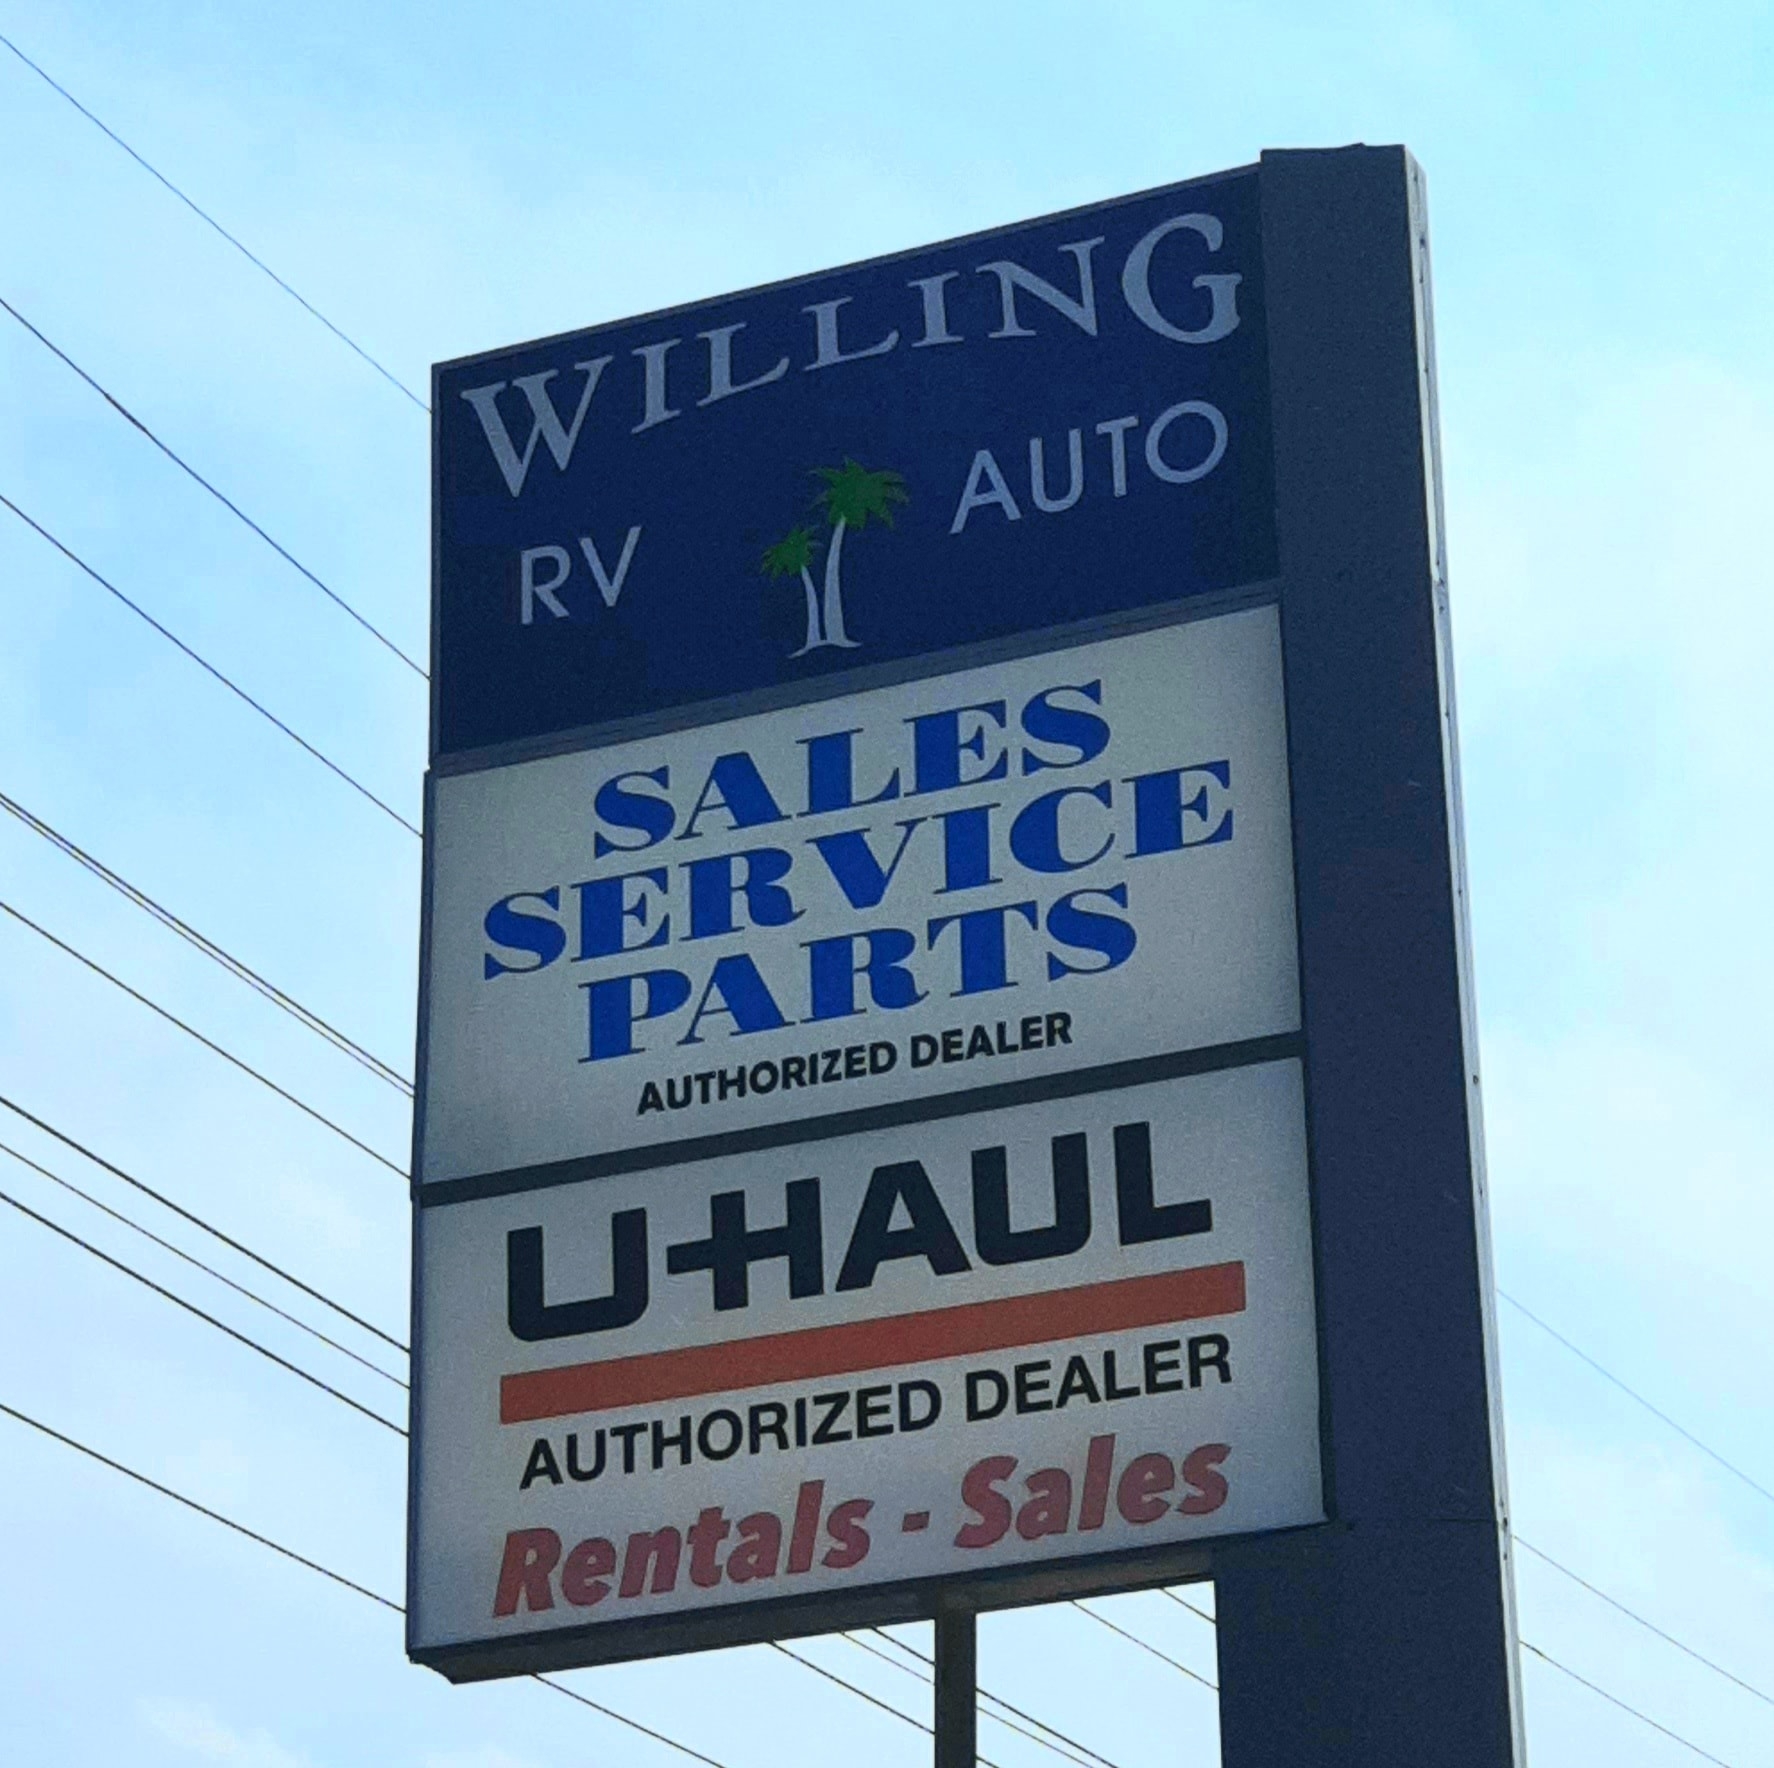 WILLING
RV AUTO
SALES
SERVICE
PARTS
AUTHORIZED DEALER
U-HAUL
AUTHORIZED DEALER
Rentals - Sales